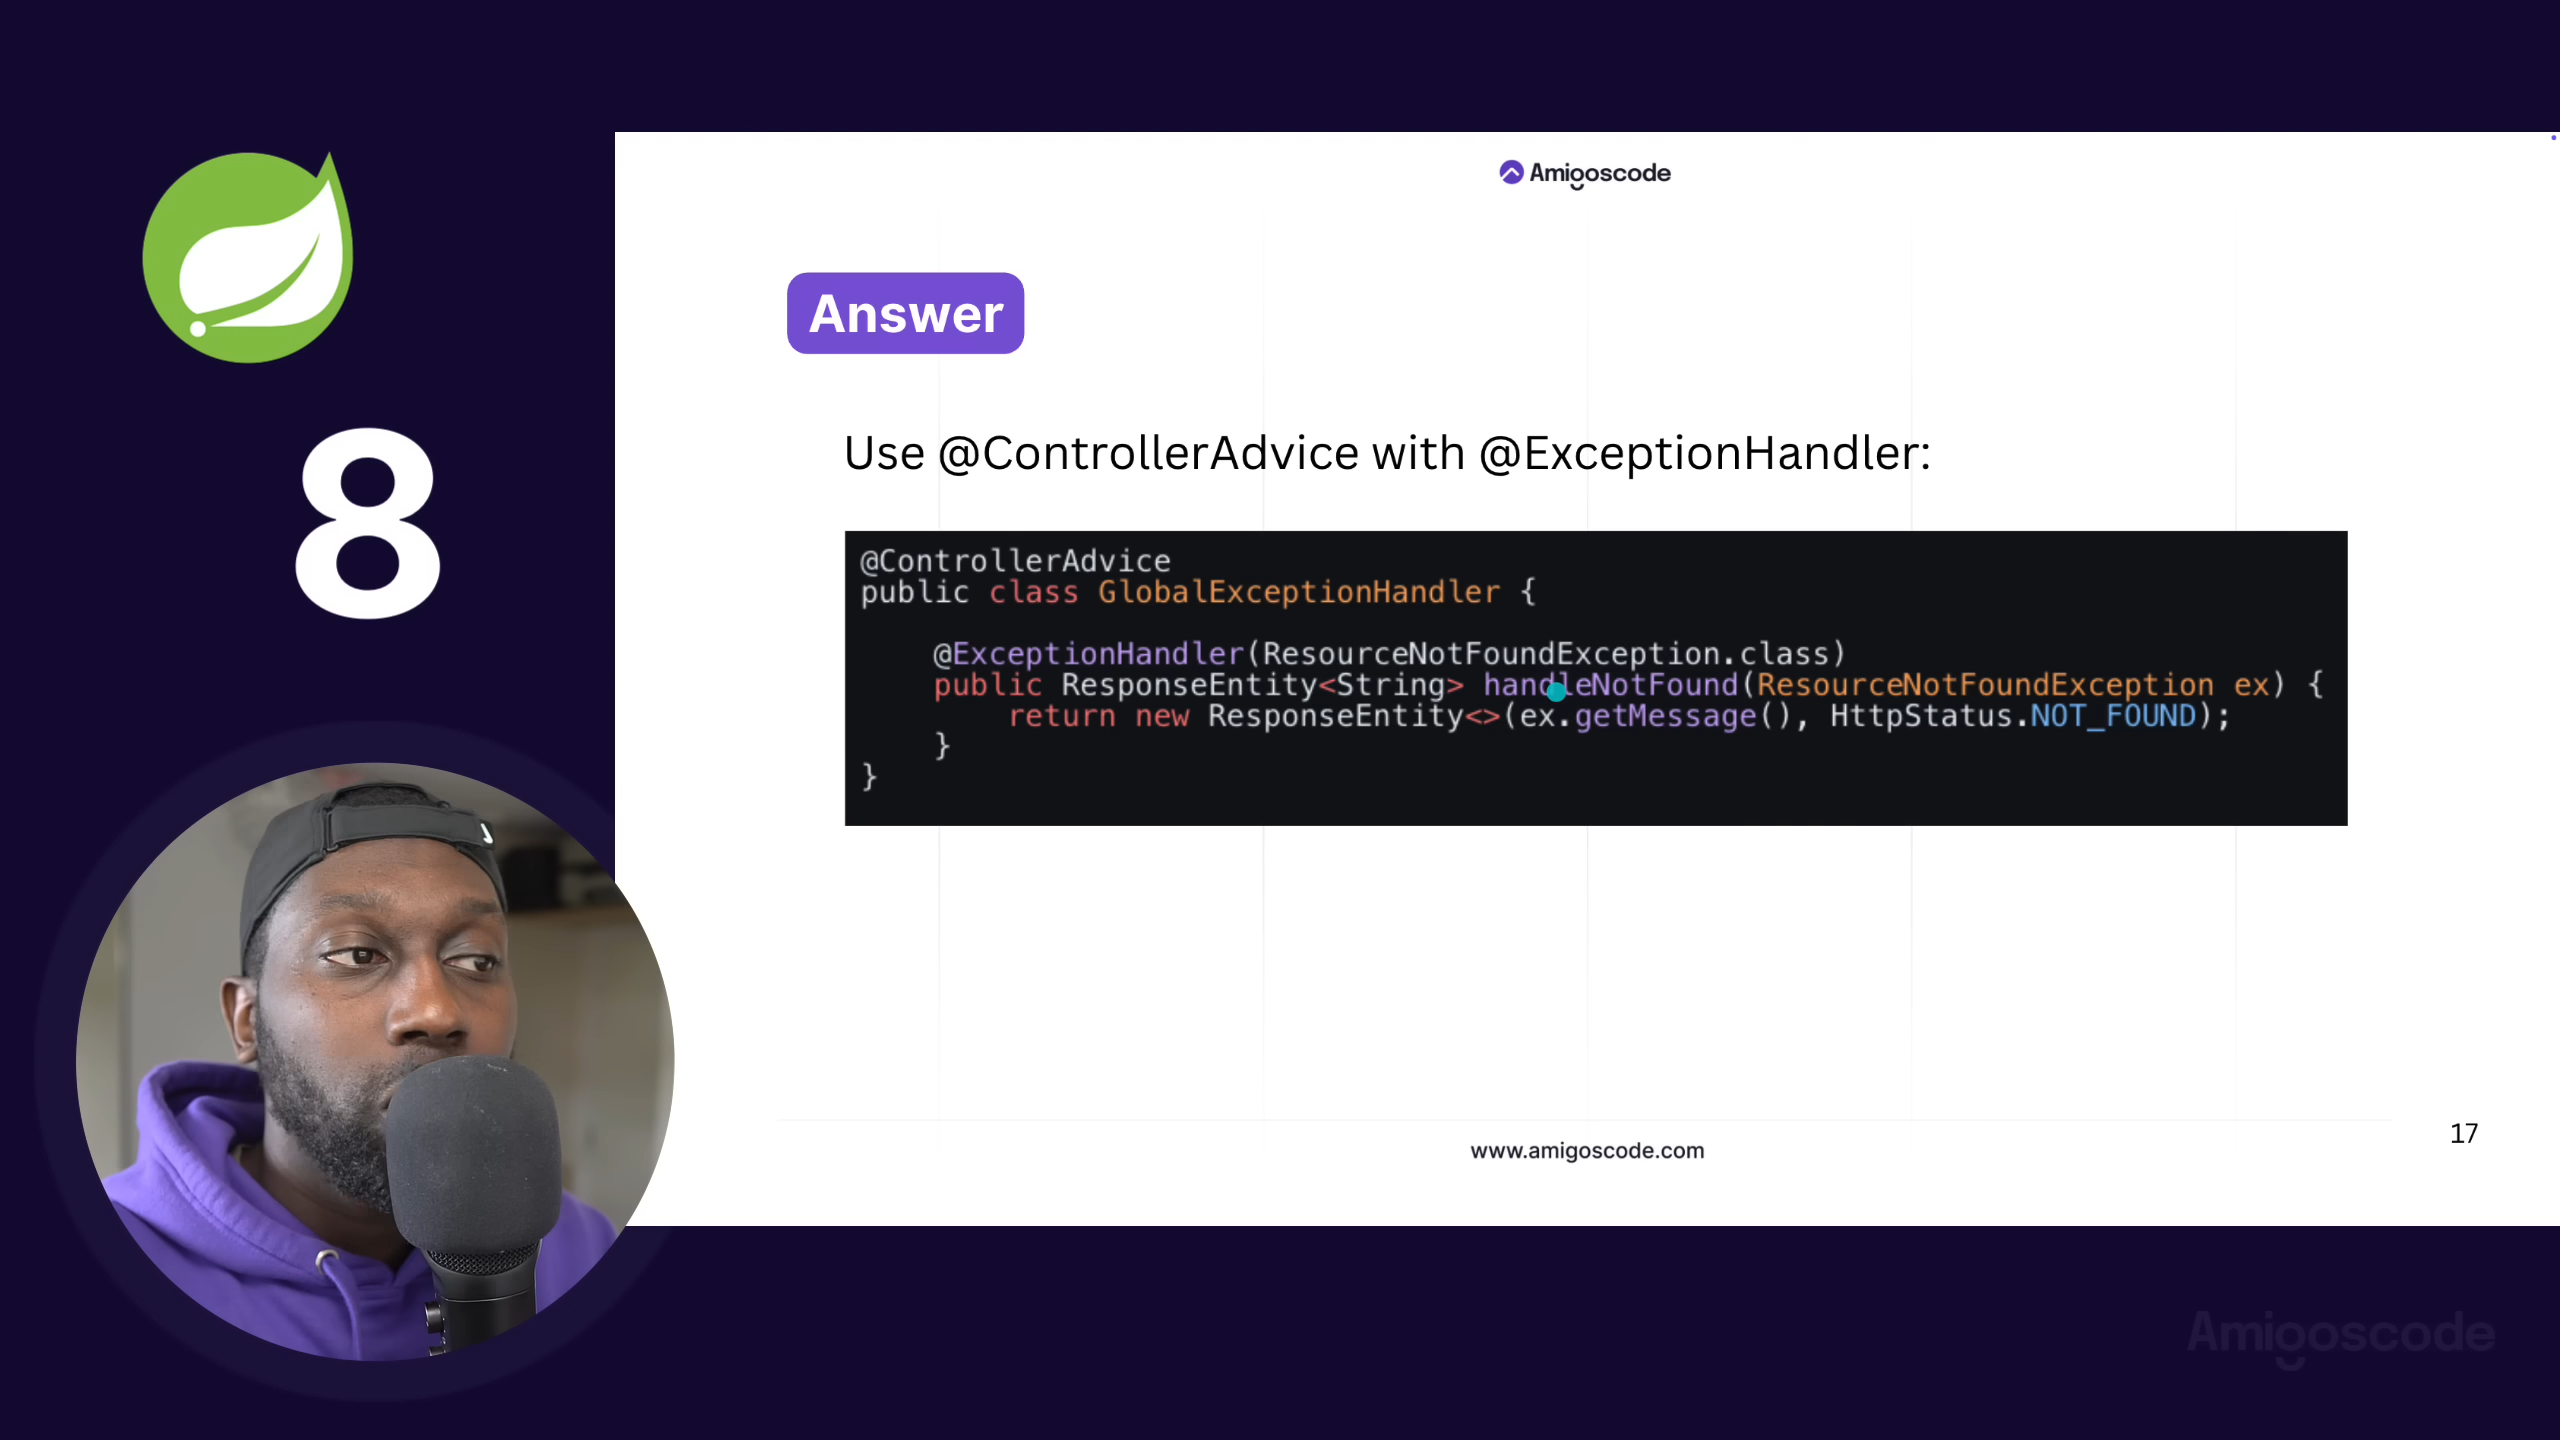 8
Amigoscode
Answer
Use @ControllerAdvice with @ExceptionHandler:
@ControllerAdvice
public class GlobalExceptionHandler {
@ExceptionHandler(ResourceNotFoundException.class)
public ResponseEntity<String> handleNotFound(ResourceNotFoundException ex) {
return new ResponseEntity<>(ex.getMessage(), HttpStatus.NOT_FOUND);
}
}
www.amigoscode.com
17
Amigoscode